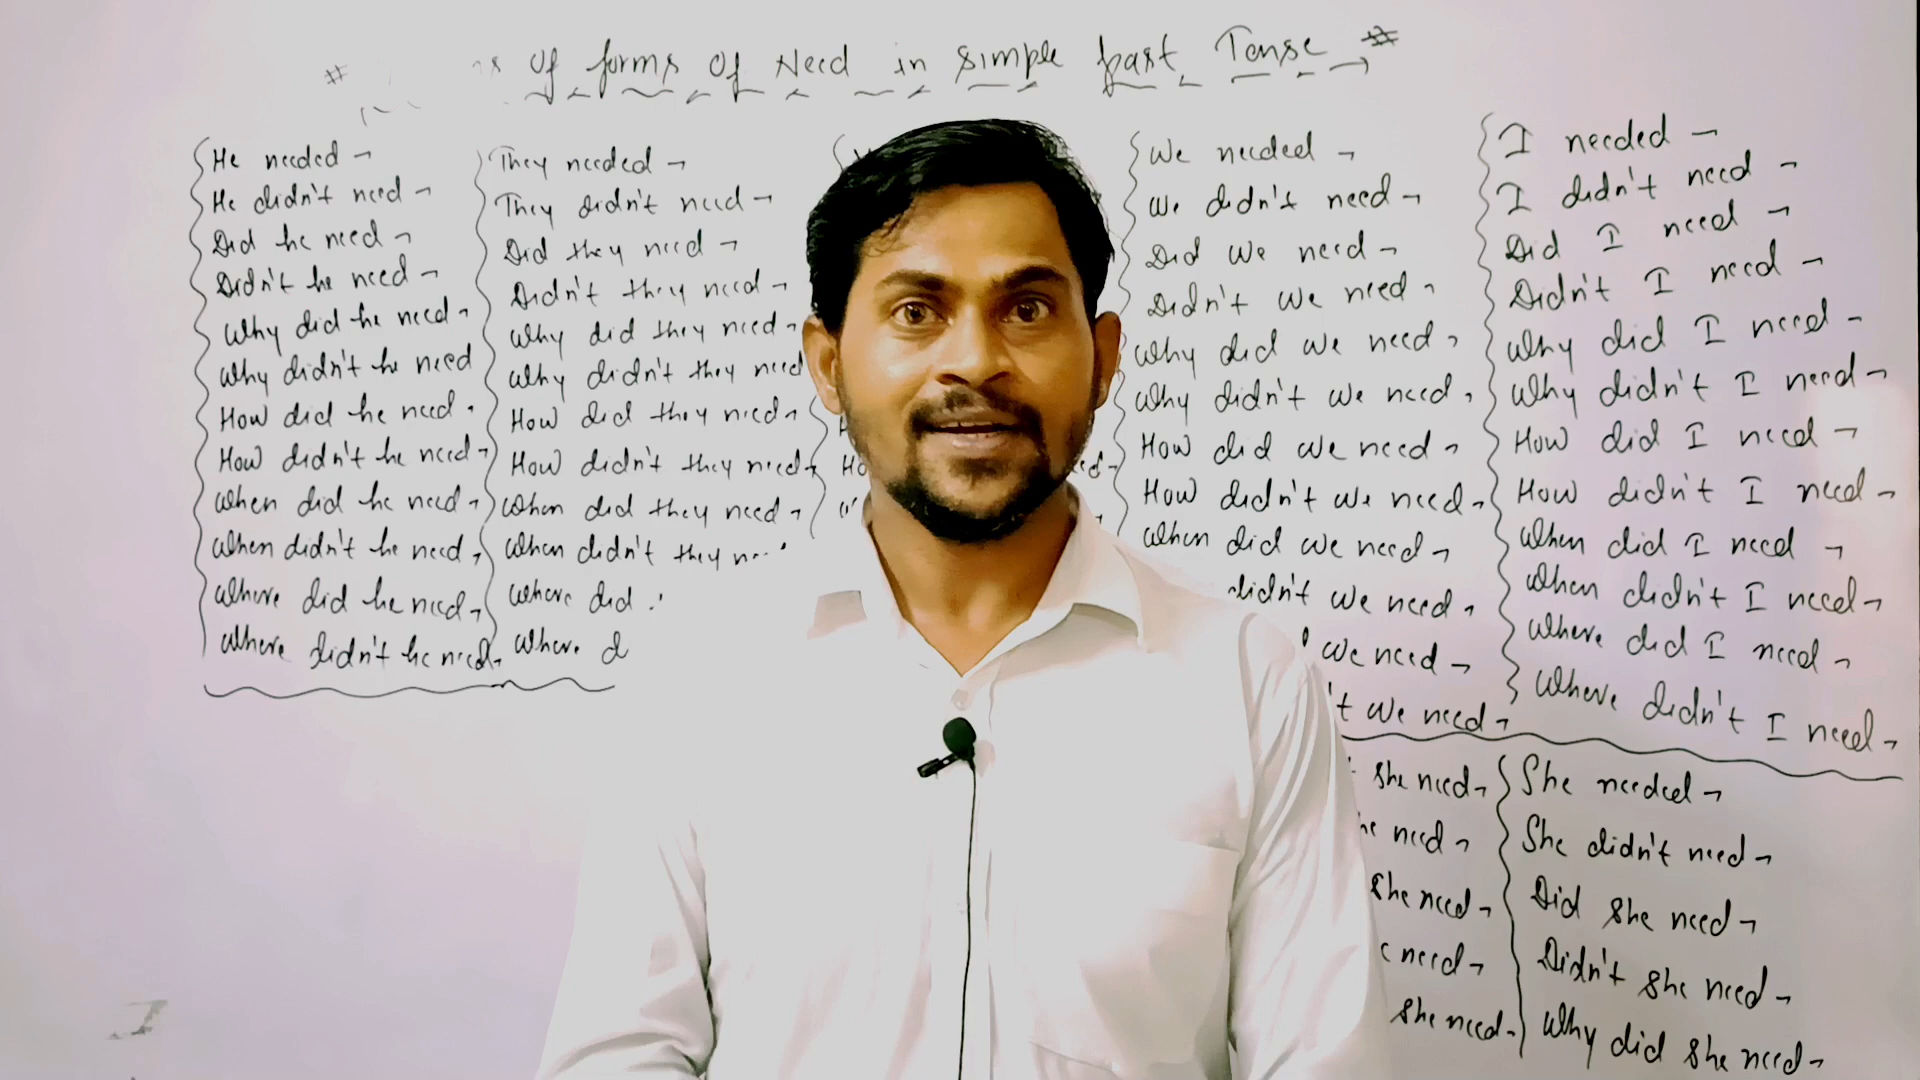 # Of forms Of Need in simple past Tense #
He needed
He didn't need
Did he need
Didn't he need
Why did he need
Why didn't he need
How did he need
How didn't he need
When did he need
When didn't he need
Where did he need
Where didn't he need
They needed
They didn't need
Did they need
Didn't they need
Why did they need
Why didn't they need
How did they need
How didn't they need
When did they need
When didn't they
Where did
Where
We needed
We didn't need
Did We need
Didn't We need
Why did We need
Why didn't We need
How did We need
How didn't We need
When did We need
didn't We need
We need
We need
I needed
I didn't need
Did I need
Didn't I need
Why did I need
Why didn't I need
How did I need
How didn't I need
When did I need
When didn't I need
Where did I need
Where didn't I need
She need
need
She need
need
She need
She needed
She didn't need
Did She need
Didn't She need
Why did She need